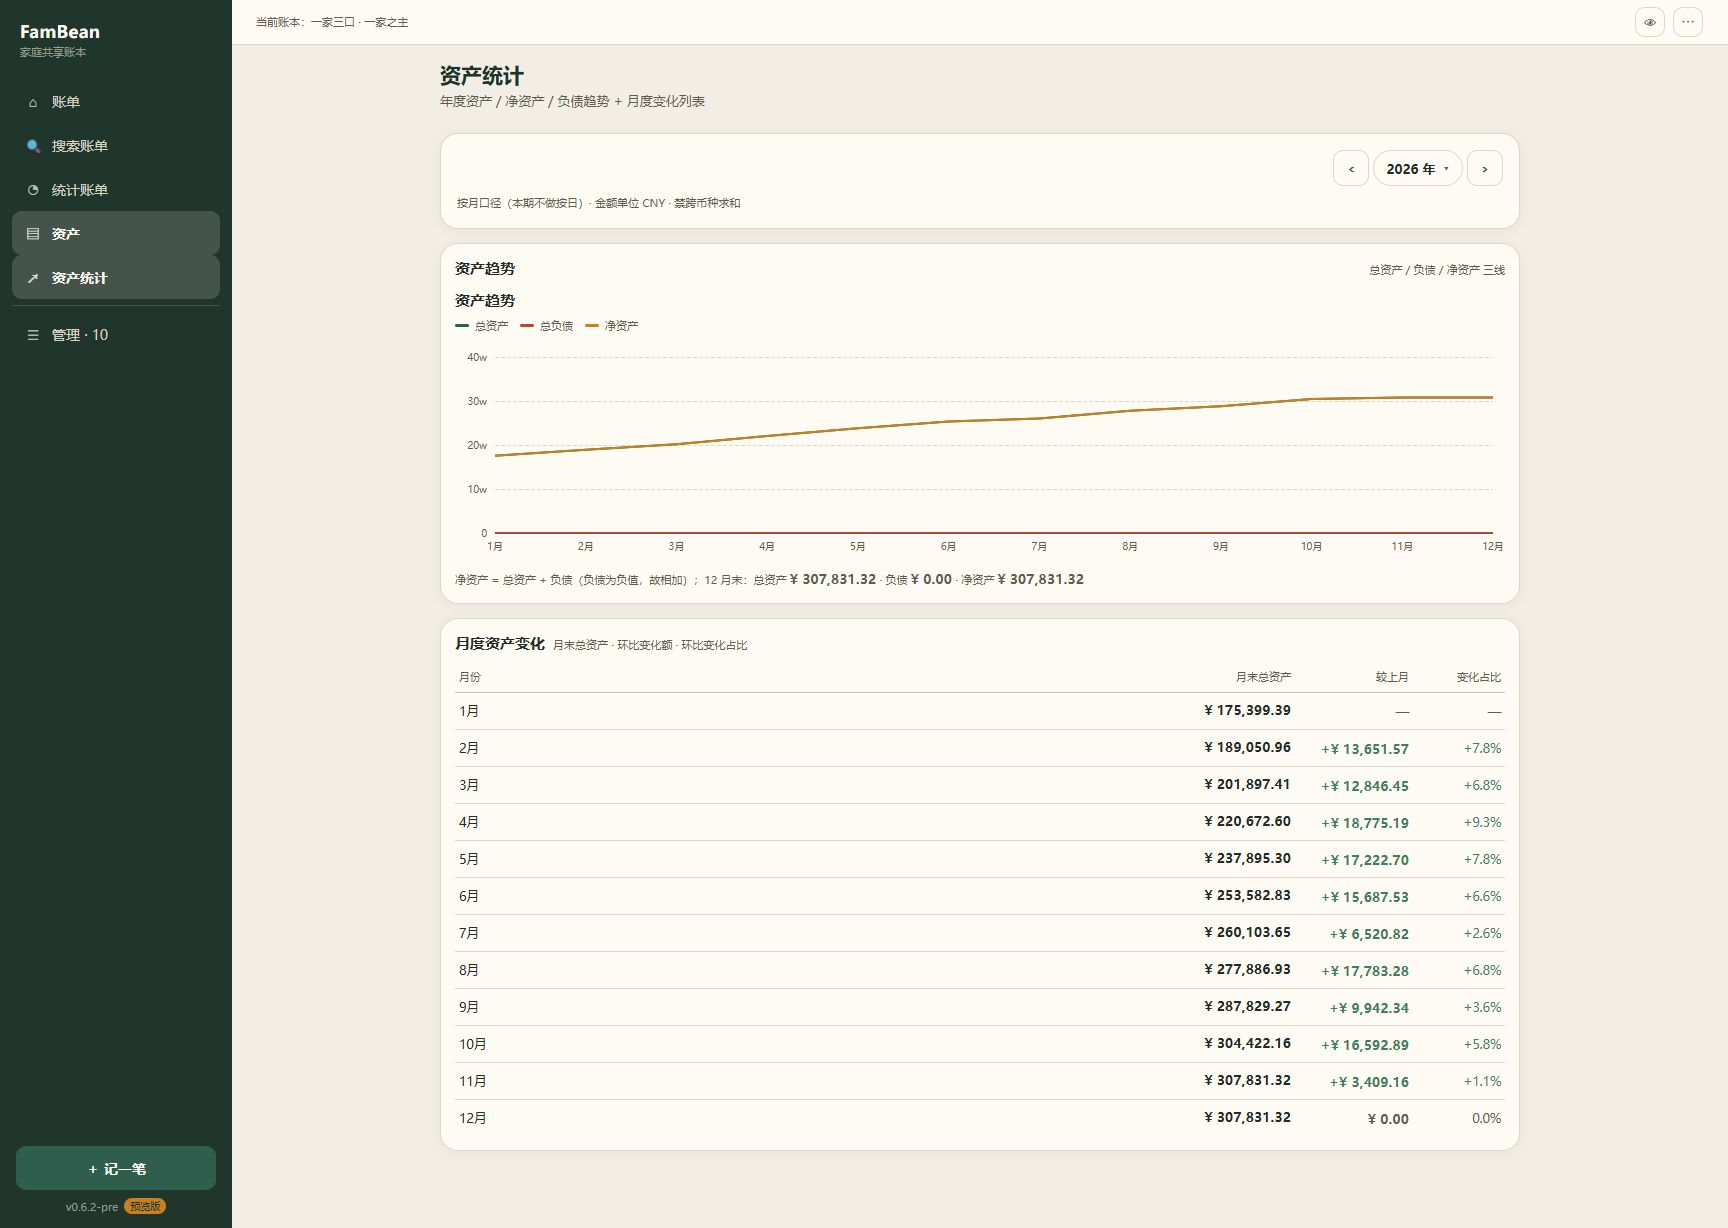 FamBean
家庭共享账本
账单
搜索账单
统计账单
资产
资产统计
管理 · 10
+ 记一笔
v0.6.2-pre 预览版
当前账本：一家三口 · 一家之主
资产统计
年度资产 / 净资产 / 负债趋势 + 月度变化列表
‹ 2026 年 ›
按月口径（本期不做按日）· 金额单位 CNY · 禁跨币种求和
资产趋势 总资产 / 负债 / 净资产 三线
资产趋势
总资产 总负债 净资产
40w
30w
20w
10w
0
1月 2月 3月 4月 5月 6月 7月 8月 9月 10月 11月 12月
净资产 = 总资产 + 负债（负债为负值，故相加）；12 月末：总资产 ¥ 307,831.32 · 负债 ¥ 0.00 · 净资产 ¥ 307,831.32
月度资产变化 月末总资产 · 环比变化额 · 环比变化占比
月份 月末总资产 较上月 变化占比
1月 ¥ 175,399.39 — —
2月 ¥ 189,050.96 +¥ 13,651.57 +7.8%
3月 ¥ 201,897.41 +¥ 12,846.45 +6.8%
4月 ¥ 220,672.60 +¥ 18,775.19 +9.3%
5月 ¥ 237,895.30 +¥ 17,222.70 +7.8%
6月 ¥ 253,582.83 +¥ 15,687.53 +6.6%
7月 ¥ 260,103.65 +¥ 6,520.82 +2.6%
8月 ¥ 277,886.93 +¥ 17,783.28 +6.8%
9月 ¥ 287,829.27 +¥ 9,942.34 +3.6%
10月 ¥ 304,422.16 +¥ 16,592.89 +5.8%
11月 ¥ 307,831.32 +¥ 3,409.16 +1.1%
12月 ¥ 307,831.32 ¥ 0.00 0.0%